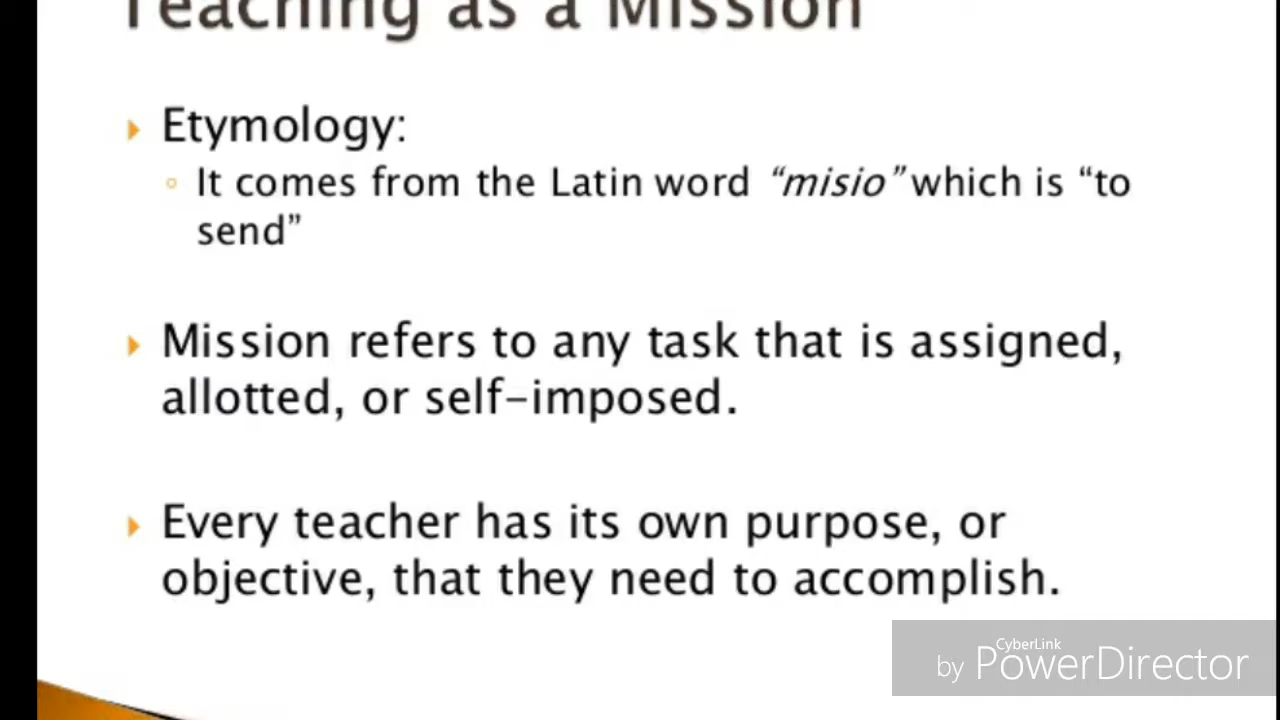 Teaching as a Mission
Etymology:
It comes from the Latin word “misio” which is “to
send”
Mission refers to any task that is assigned,
allotted, or self-imposed.
Every teacher has its own purpose, or
objective, that they need to accomplish.
CyberLink
by PowerDirector